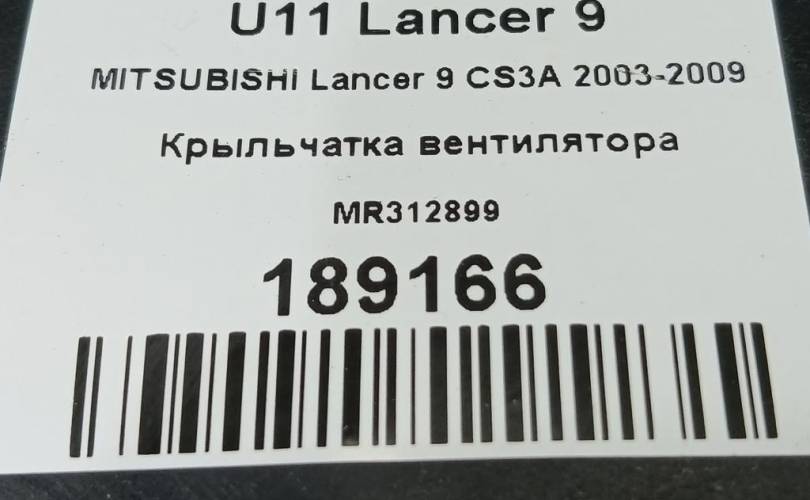 U11 Lancer 9
MITSUBISHI Lancer 9 CS3A 2003-2009
Крыльчатка вентилятора
MR312899
189166